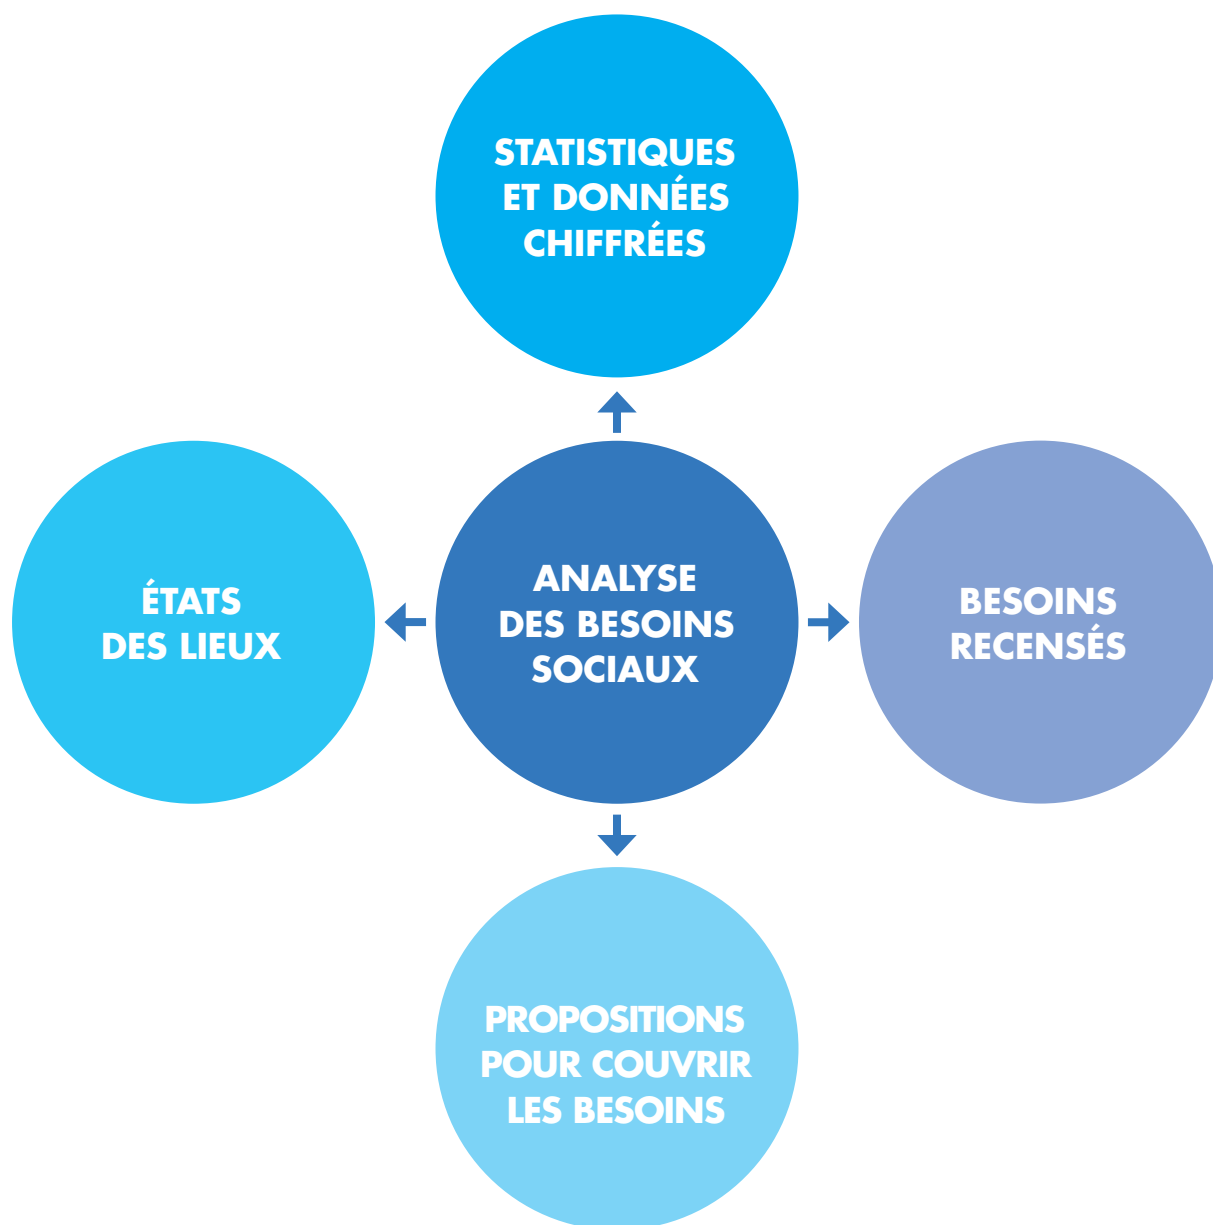 STATISTIQUES
ET DONNÉES
CHIFFRÉES
ÉTATS
DES LIEUX
ANALYSE
DES BESOINS
SOCIAUX
BESOINS
RECENSÉS
PROPOSITIONS
POUR COUVRIR
LES BESOINS